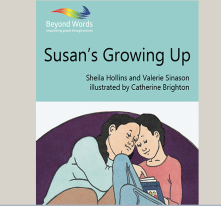 Beyond Words
empowering people through pictures
Susan's Growing Up
Sheila Hollins and Valerie Sinason
illustrated by Catherine Brighton